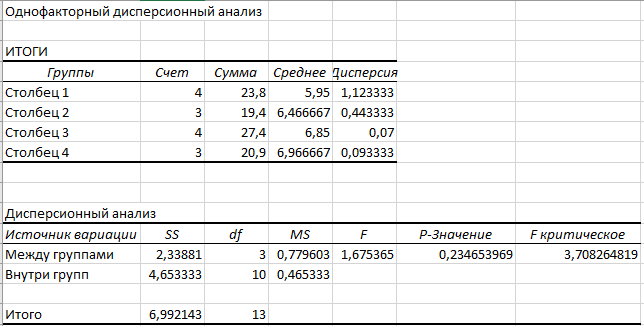 Однофакторный дисперсионный анализ
ИТОГИ
Группы Счет Сумма Среднее Дисперсия
Столбец 1 4 23,8 5,95 1,123333
Столбец 2 3 19,4 6,466667 0,443333
Столбец 3 4 27,4 6,85 0,07
Столбец 4 3 20,9 6,966667 0,093333
Дисперсионный анализ
Источник вариации SS df MS F P-Значение F критическое
Между группами 2,33881 3 0,779603 1,675365 0,234653969 3,708264819
Внутри групп 4,653333 10 0,465333
Итого 6,992143 13